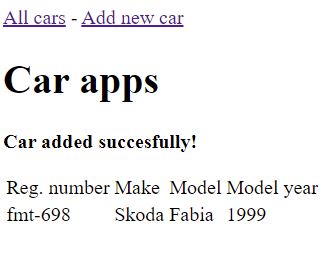 All cars - Add new car
Car apps
Car added succesfully!
Reg. number Make Model Model year
fmt-698 Skoda Fabia 1999